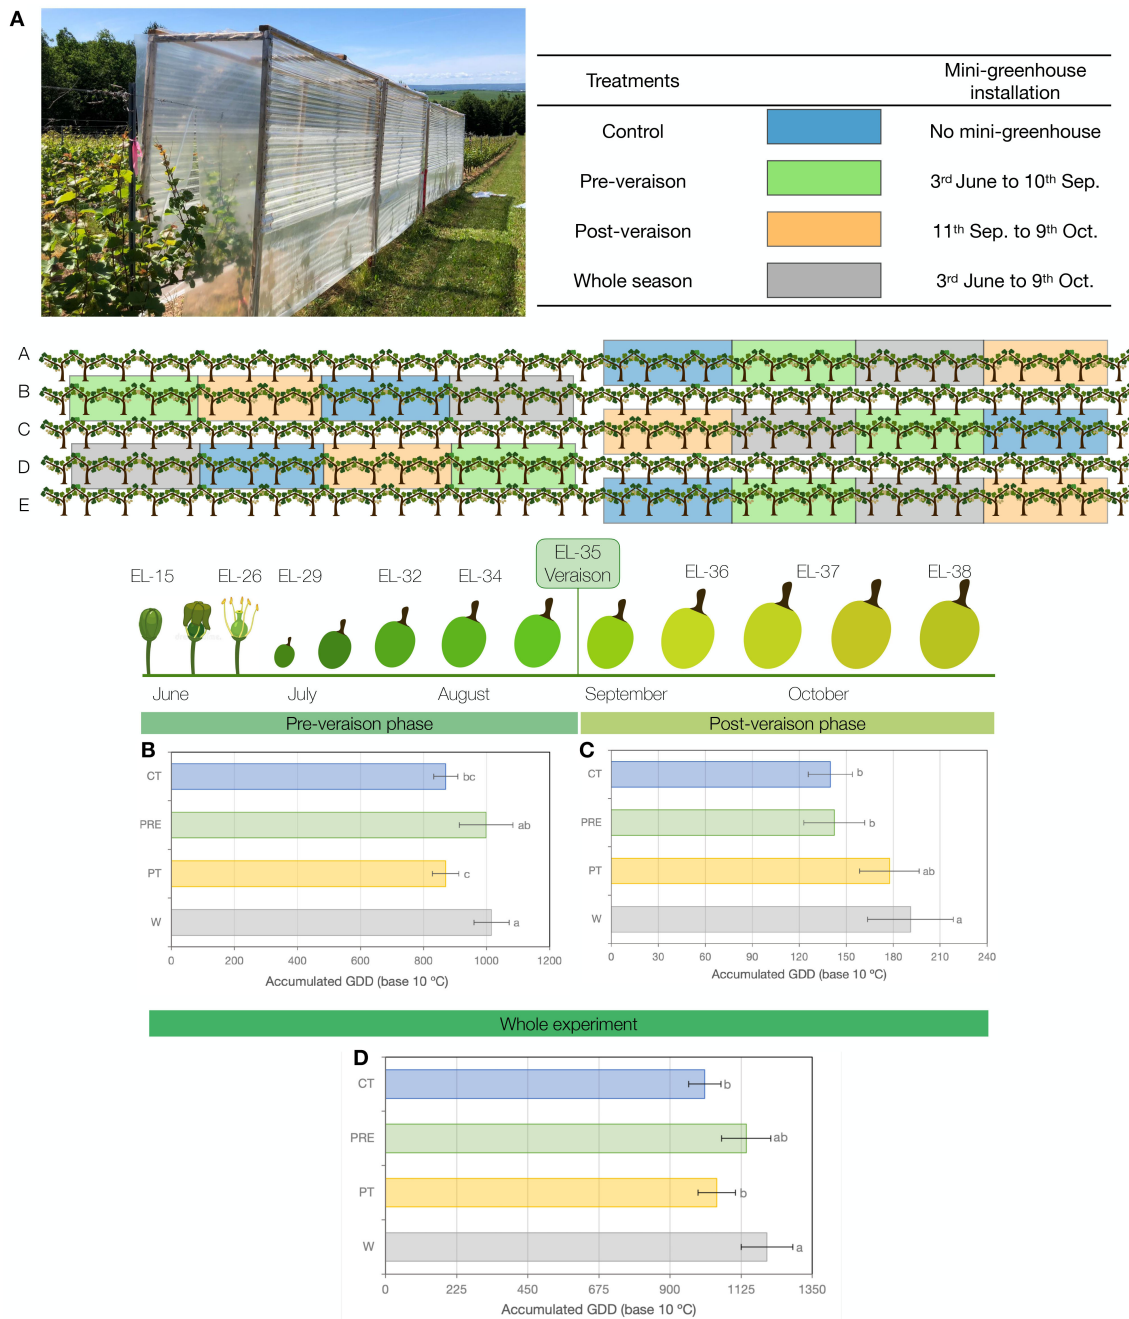 A
Treatments
Mini-greenhouse
installation
Control
No mini-greenhouse
Pre-veraison
3rd June to 10th Sep.
Post-veraison
11th Sep. to 9th Oct.
Whole season
3rd June to 9th Oct.
A
B
C
D
E
EL-15
EL-26
EL-29
EL-32
EL-34
EL-35
Veraison
EL-36
EL-37
EL-38
June
July
August
September
October
Pre-veraison phase
Post-veraison phase
B
CT
bc
PRE
ab
PT
c
W
a
0 200 400 600 800 1000 1200
Accumulated GDD (base 10 ºC)
C
CT
b
PRE
b
PT
ab
W
a
0 30 60 90 120 150 180 210 240
Accumulated GDD (base 10 ºC)
Whole experiment
D
CT
b
PRE
ab
PT
b
W
a
0 225 450 675 900 1125 1350
Accumulated GDD (base 10 ºC)